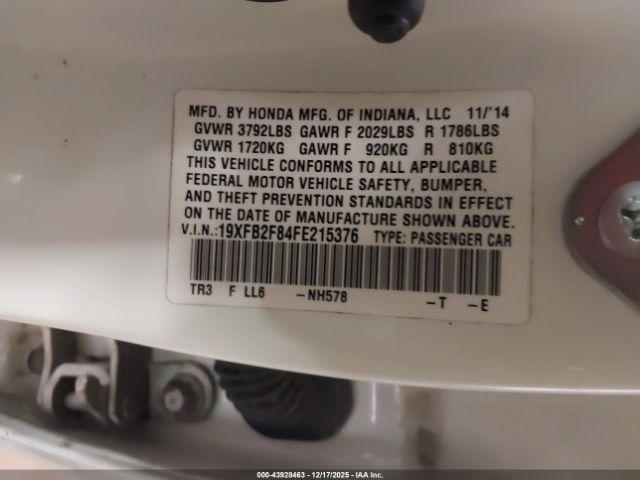 MFD. BY HONDA MFG. OF INDIANA, LLC 11/'14
GVWR 3792LBS GAWR F 2029LBS R 1786LBS
GVWR 1720KG GAWR F 920KG R 810KG
THIS VEHICLE CONFORMS TO ALL APPLICABLE
FEDERAL MOTOR VEHICLE SAFETY, BUMPER,
AND THEFT PREVENTION STANDARDS IN EFFECT
ON THE DATE OF MANUFACTURE SHOWN ABOVE.
V.I.N.:19XFB2F84FE215376 TYPE: PASSENGER CAR
TR3 F LL6 -NH578 -T -E
000-43928463 - 12/17/2025 - IAA Inc.